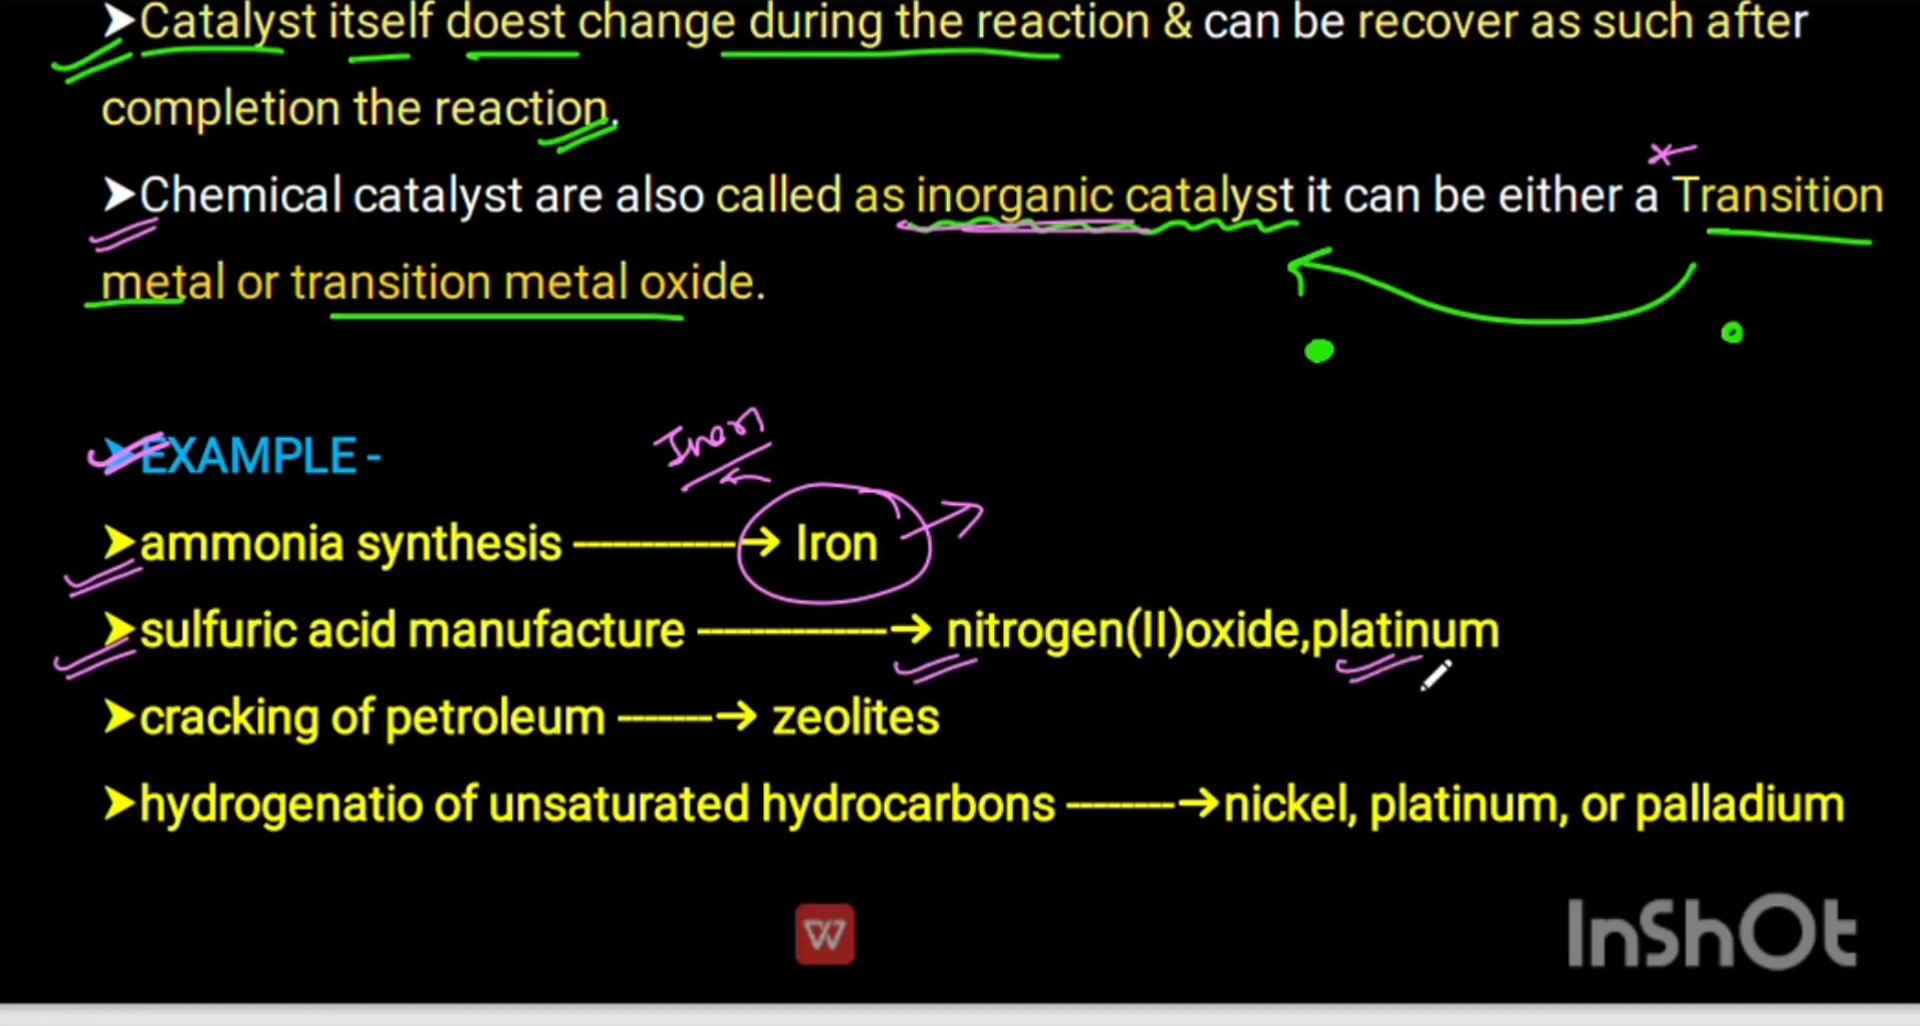 ➤Catalyst itself doest change during the reaction & can be recover as such after
completion the reaction.
➤Chemical catalyst are also called as inorganic catalyst it can be either a Transition
metal or transition metal oxide.
➤EXAMPLE -
➤ammonia synthesis --------------→ Iron
➤sulfuric acid manufacture ----------------→ nitrogen(II)oxide,platinum
➤cracking of petroleum --------→ zeolites
➤hydrogenatio of unsaturated hydrocarbons ---------→nickel, platinum, or palladium
W
InShOt